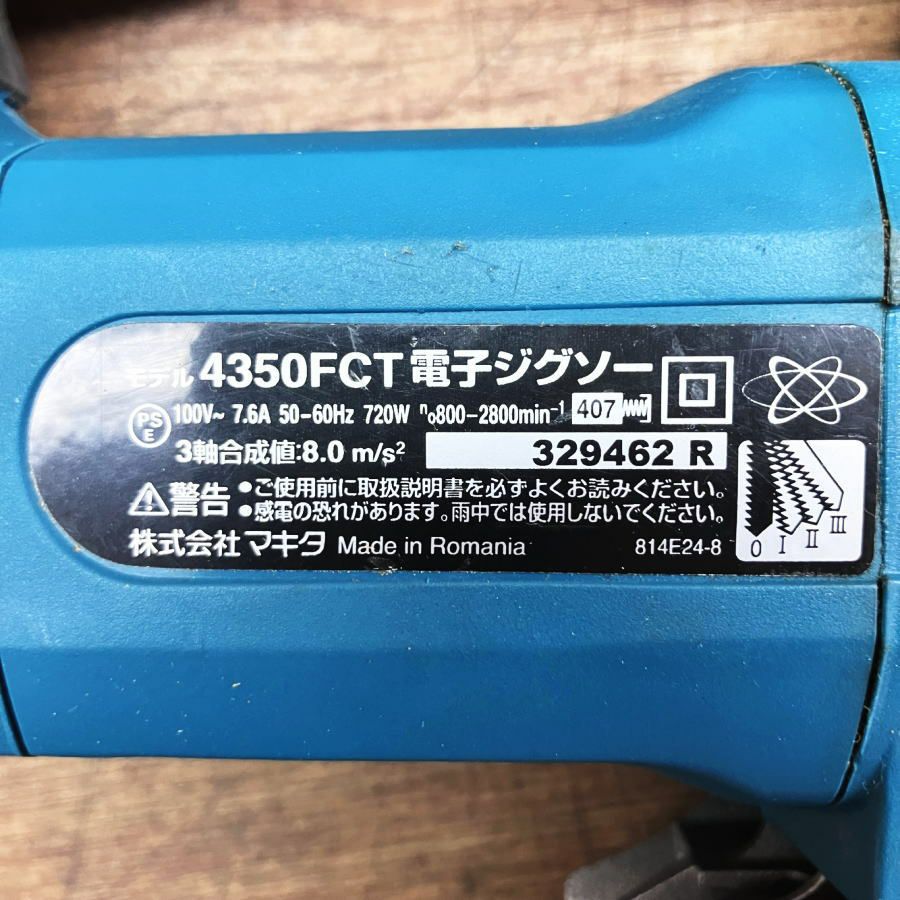 モデル 4350FCT 電子ジグソー
PS E 100V~ 7.6A 50-60Hz 720W n0800-2800min-1 407
3軸合成値:8.0 m/s² 329462 R
警告 •ご使用前に取扱説明書を必ずよくお読みください。
•感電の恐れがあります。雨中では使用しないでください。
株式会社 マキタ Made in Romania 814E24-8
0 I II III